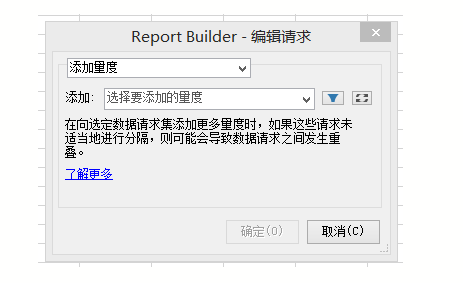 Report Builder - 编辑请求
添加量度
添加: 选择要添加的量度
在向选定数据请求集添加更多量度时，如果这些请求未
适当地进行分隔，则可能会导致数据请求之间发生重
叠。
了解更多
确定(O) 取消(C)